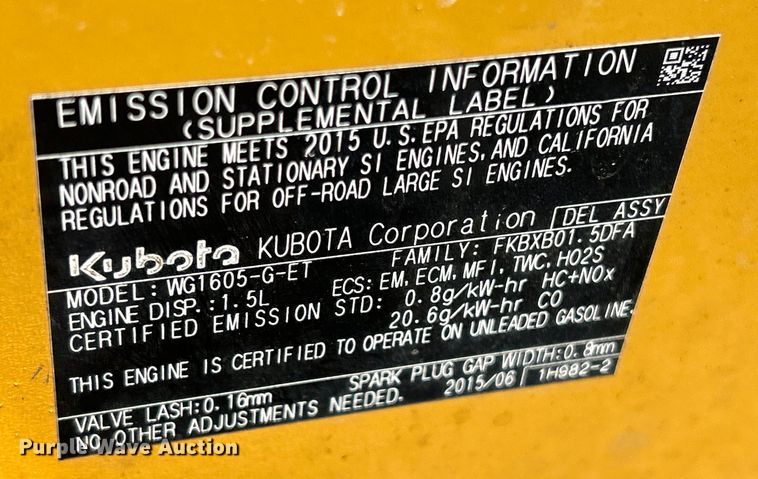 EMISSION CONTROL INFORMATION
(SUPPLEMENTAL LABEL)
THIS ENGINE MEETS 2015 U.S.EPA REGULATIONS FOR
NONROAD AND STATIONARY SI ENGINES,AND CALIFORNIA
REGULATIONS FOR OFF-ROAD LARGE SI ENGINES.
Kubota KUBOTA Corporation DEL ASSY
MODEL: WG1605-G-ET FAMILY: FKBXB01.5DFA
ENGINE DISP.:1.5L ECS: EM, ECM, MFI, TWC, HO2S
CERTIFIED EMISSION STD: 0.8g/kW-hr HC+NOx
20.6g/kW-hr CO
THIS ENGINE IS CERTIFIED TO OPERATE ON UNLEADED GASOLINE.
VALVE LASH:0.16mm SPARK PLUG GAP WIDTH:0.8mm
NO OTHER ADJUSTMENTS NEEDED. 2015/06 1H982-2
Purple Wave Auction